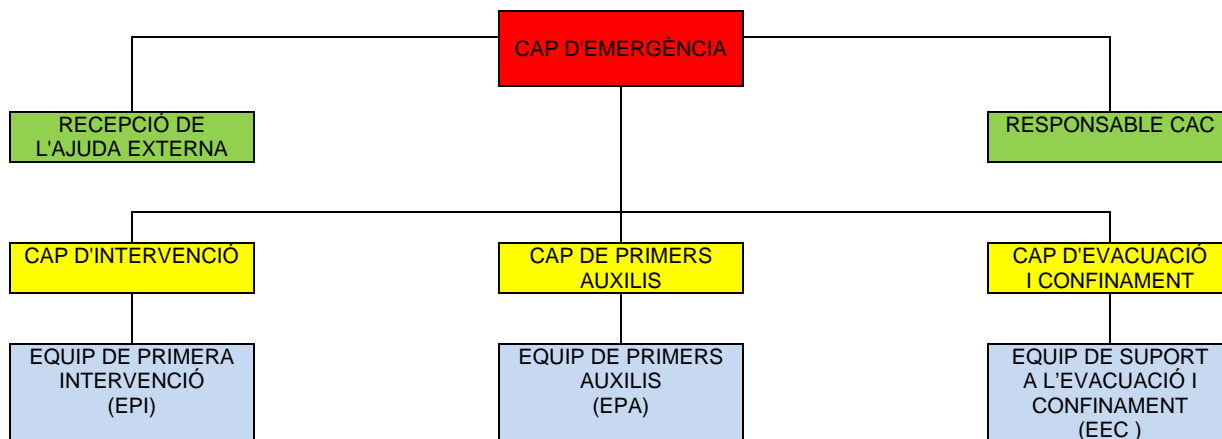 CAP D'EMERGÈNCIA
RECEPCIÓ DE
L'AJUDA EXTERNA
RESPONSABLE CAC
CAP D'INTERVENCIÓ
CAP DE PRIMERS
AUXILIS
CAP D'EVACUACIÓ
I CONFINAMENT
EQUIP DE PRIMERA
INTERVENCIÓ
(EPI)
EQUIP DE PRIMERS
AUXILIS
(EPA)
EQUIP DE SUPORT
A L’EVACUACIÓ I
CONFINAMENT
(EEC )